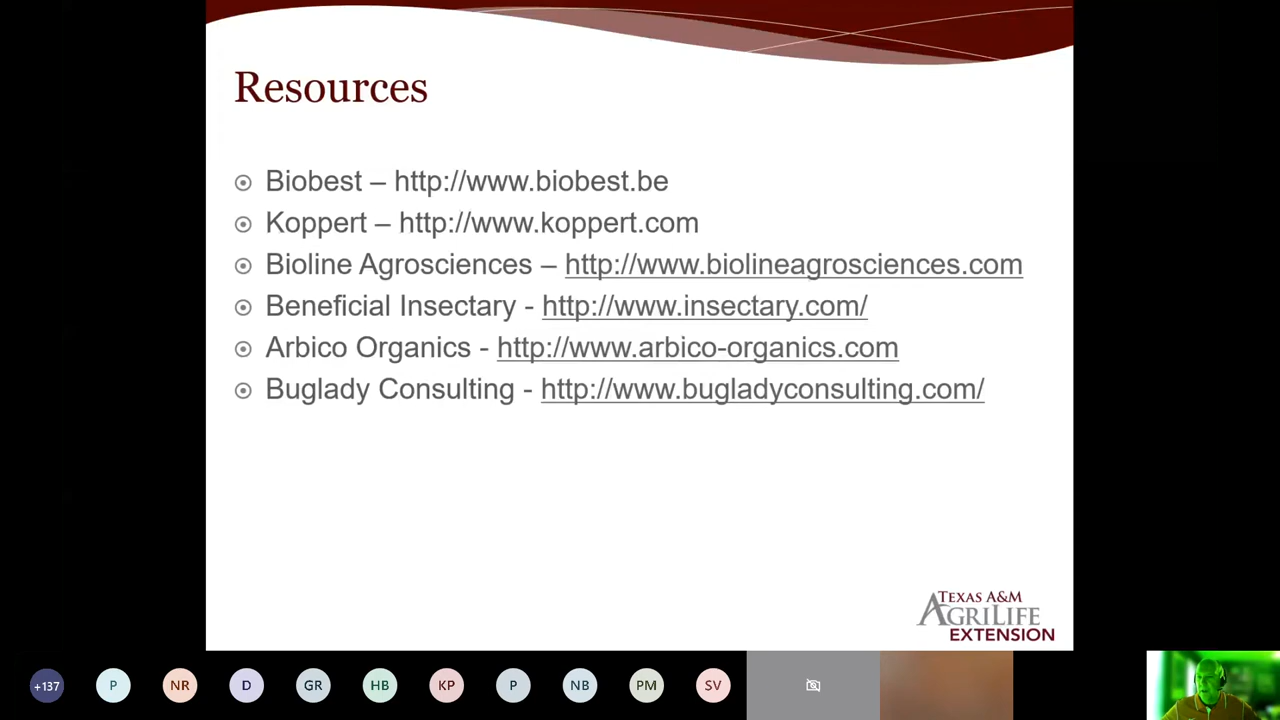 Resources
Biobest – http://www.biobest.be
Koppert – http://www.koppert.com
Bioline Agrosciences – http://www.biolineagrosciences.com
Beneficial Insectary - http://www.insectary.com/
Arbico Organics - http://www.arbico-organics.com
Buglady Consulting - http://www.bugladyconsulting.com/
TEXAS A&M
AGRILIFE
EXTENSION
+137 P NR D GR HB KP P NB PM SV